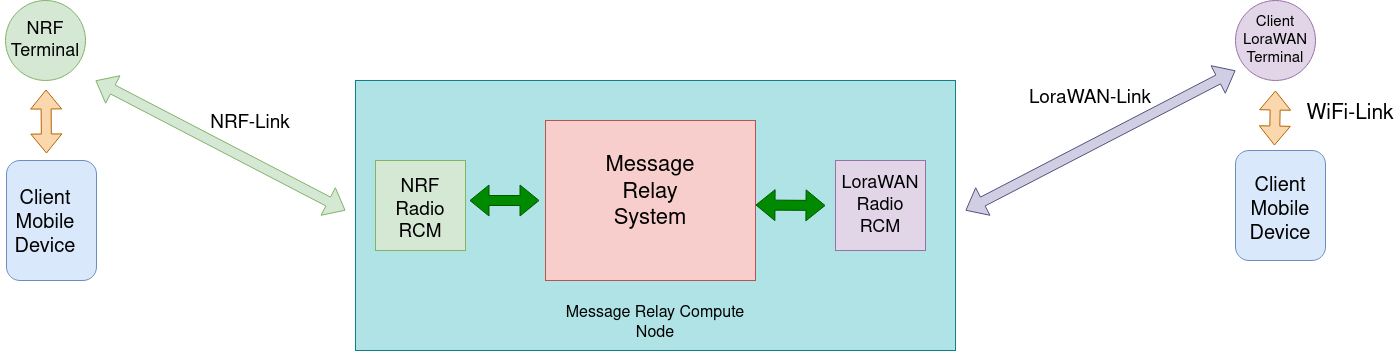 NRF
Terminal
Client
Mobile
Device
NRF-Link
NRF
Radio
RCM
Message
Relay
System
LoraWAN
Radio
RCM
Message Relay Compute
Node
LoraWAN-Link
Client
LoraWAN
Terminal
WiFi-Link
Client
Mobile
Device